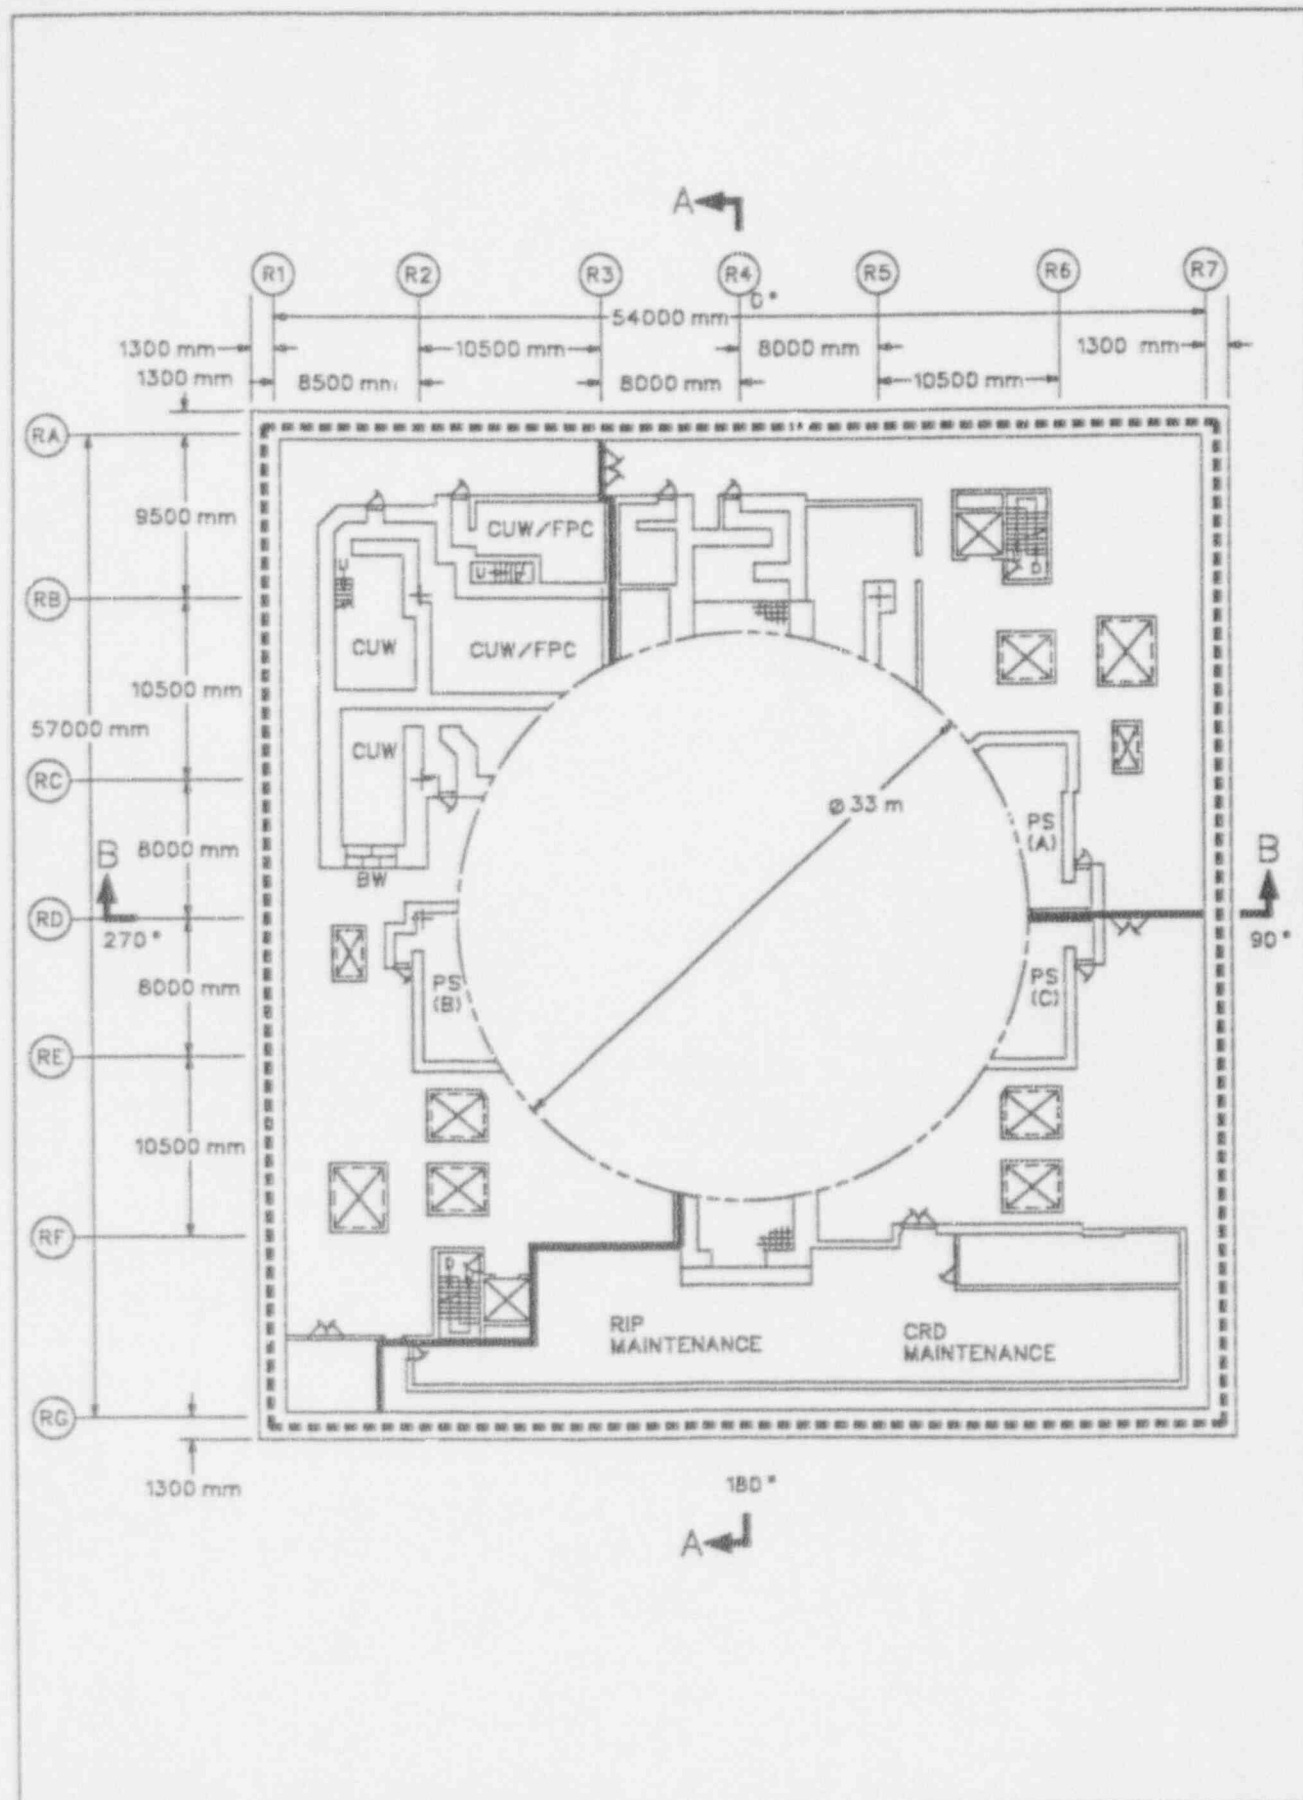 A
R1 R2 R3 R4 R5 R6 R7
0°
54000 mm
1300 mm 10500 mm 8000 mm 1300 mm
1300 mm 8500 mm 8000 mm 10500 mm
RA
9500 mm
CUW/FPC
U
U
D
RB
CUW CUW/FPC
10500 mm
57000 mm
CUW
RC
Ø 33 m
PS
(A)
B 8000 mm B
BW
RD
270° 90°
8000 mm
PS
(B)
PS
(C)
RE
10500 mm
RF
D
RIP
MAINTENANCE
CRD
MAINTENANCE
RG
1300 mm
180°
A